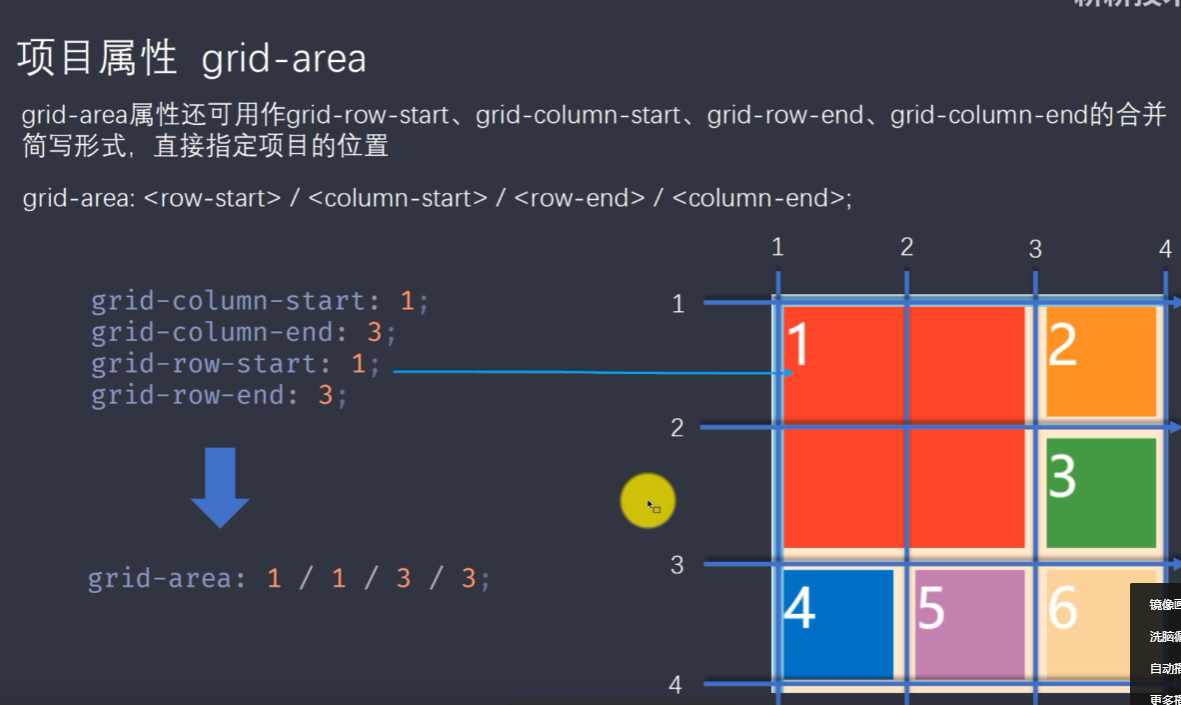 项目属性 grid-area
grid-area属性还可用作grid-row-start、grid-column-start、grid-row-end、grid-column-end的合并
简写形式，直接指定项目的位置
grid-area: <row-start> / <column-start> / <row-end> / <column-end>;
1 2 3 4
grid-column-start: 1;
grid-column-end: 3;
grid-row-start: 1;
grid-row-end: 3;
grid-area: 1 / 1 / 3 / 3;
1
2
3
4
1
2
3
4
5
6
镜像
洗脑
自动
更多